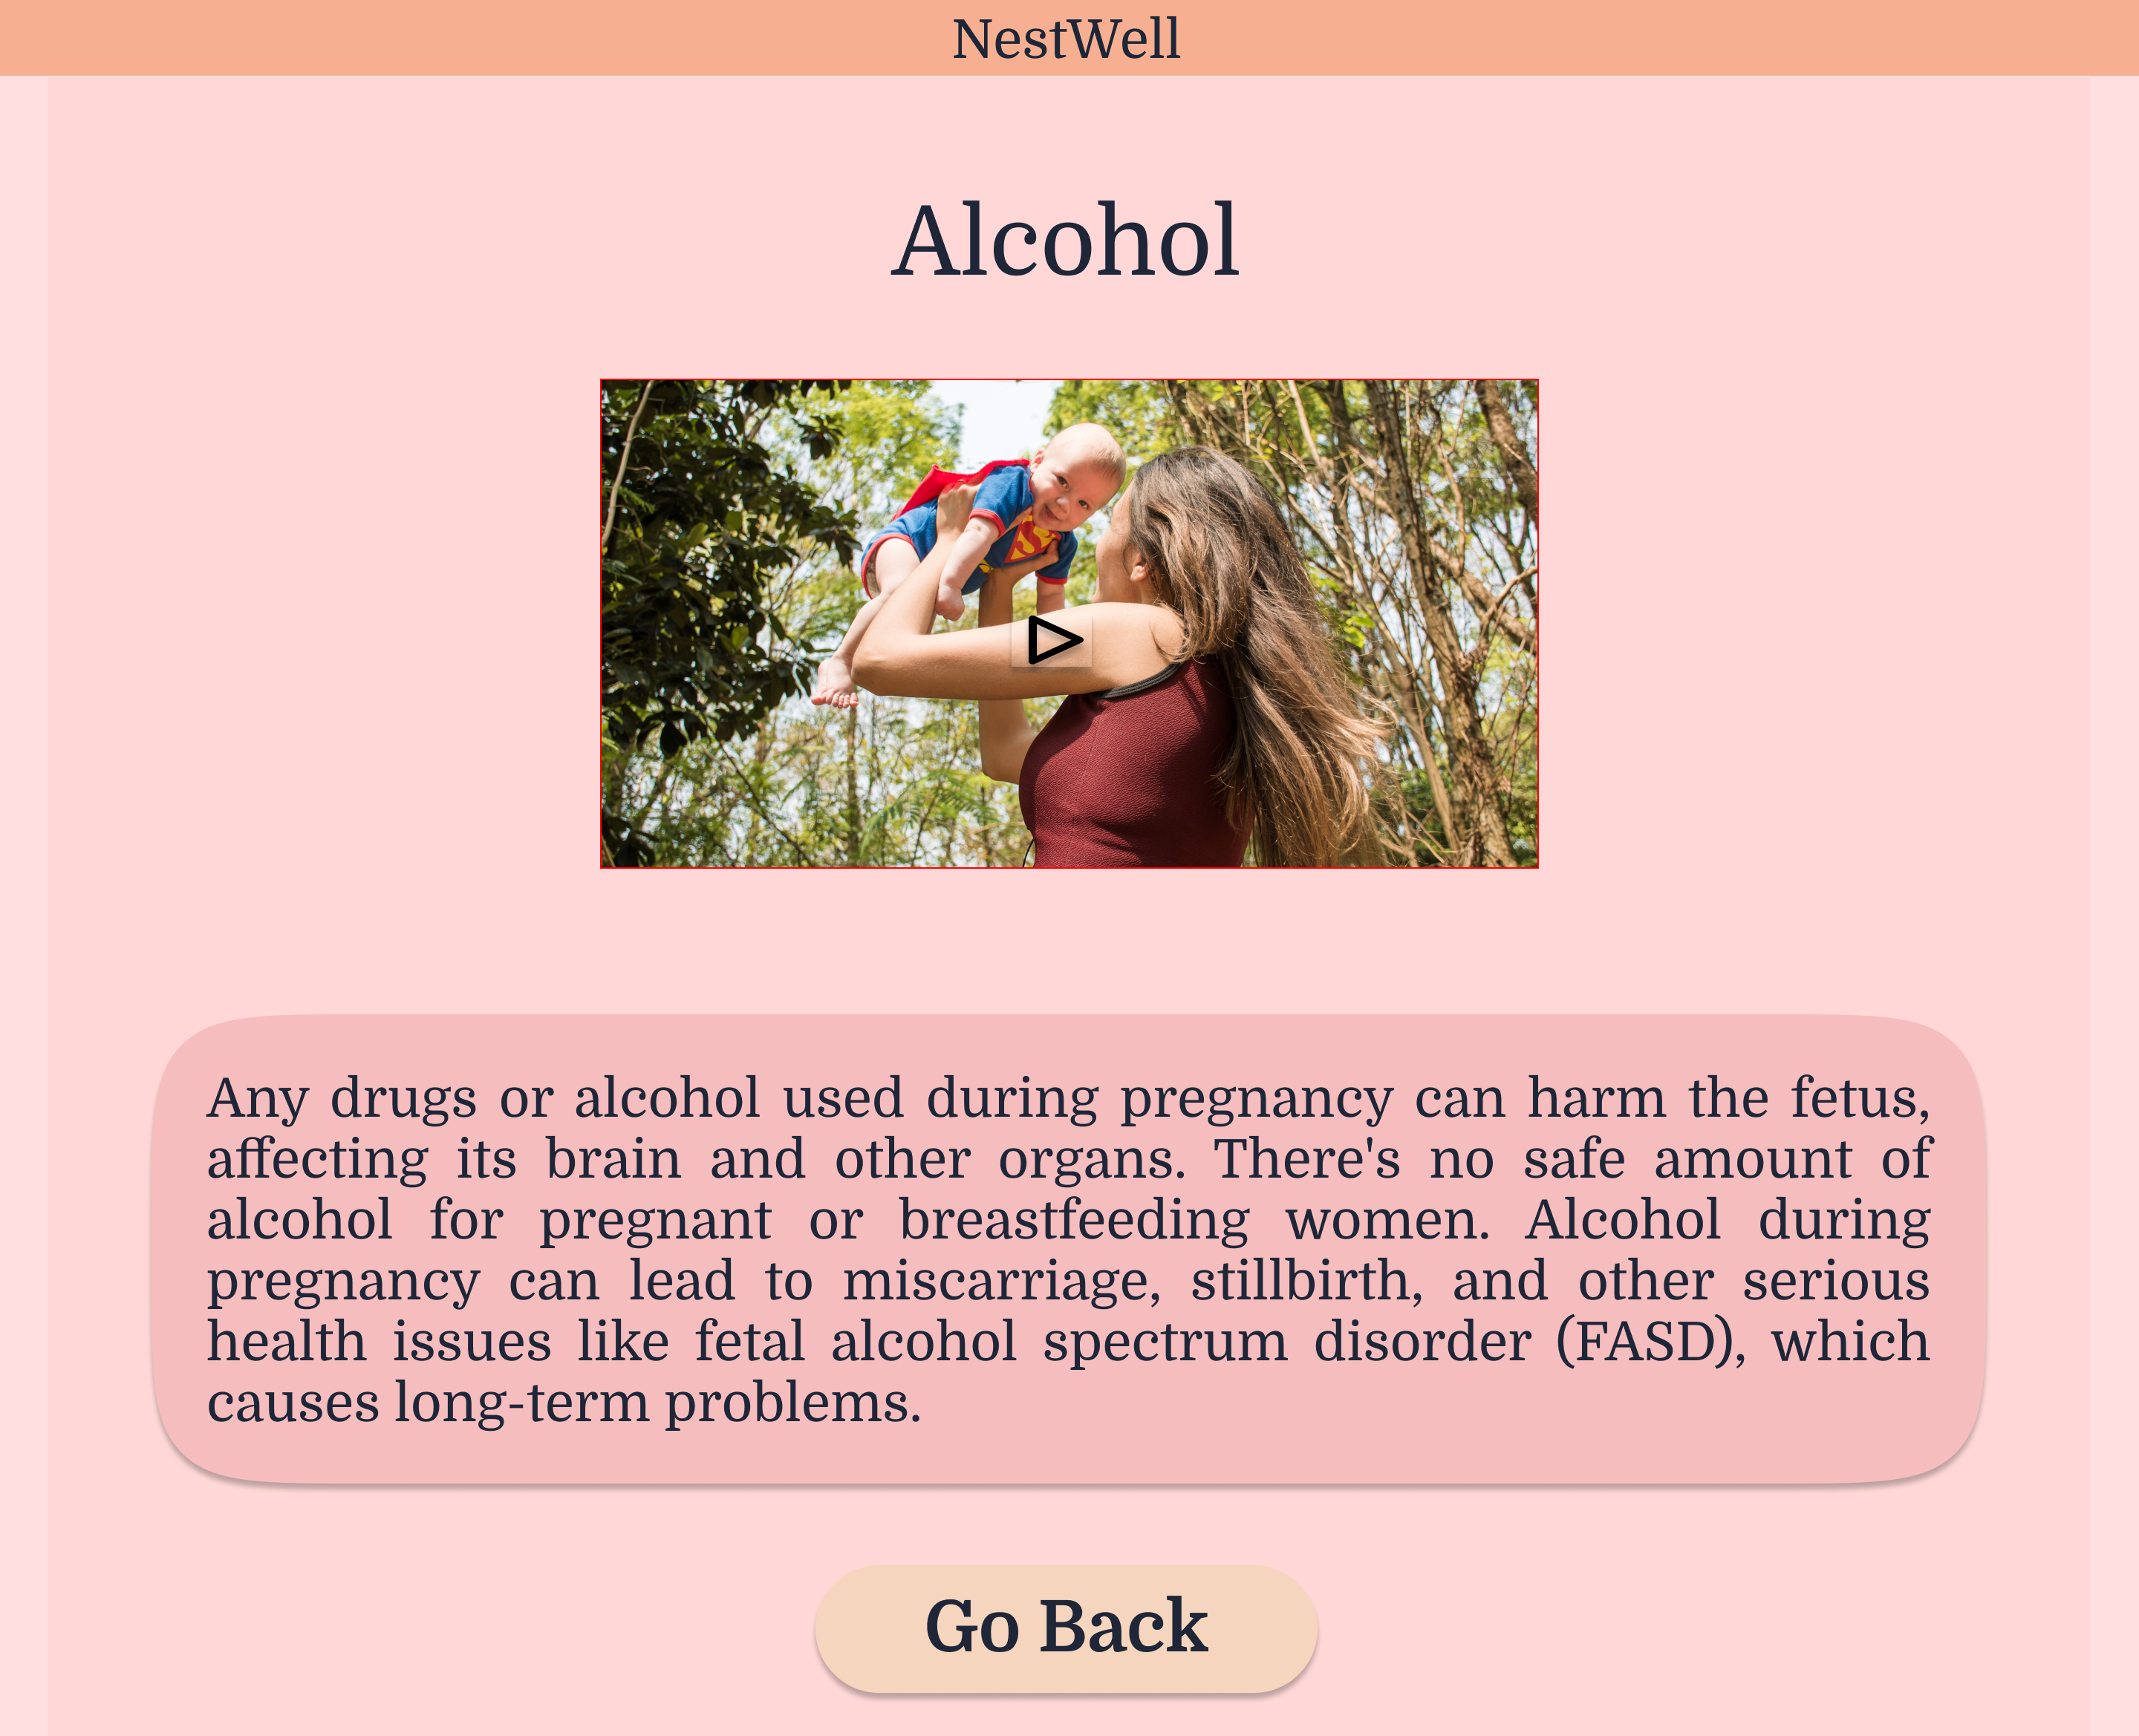 NestWell
Alcohol
Any drugs or alcohol used during pregnancy can harm the fetus,
affecting its brain and other organs. There's no safe amount of
alcohol for pregnant or breastfeeding women. Alcohol during
pregnancy can lead to miscarriage, stillbirth, and other serious
health issues like fetal alcohol spectrum disorder (FASD), which
causes long-term problems.
Go Back